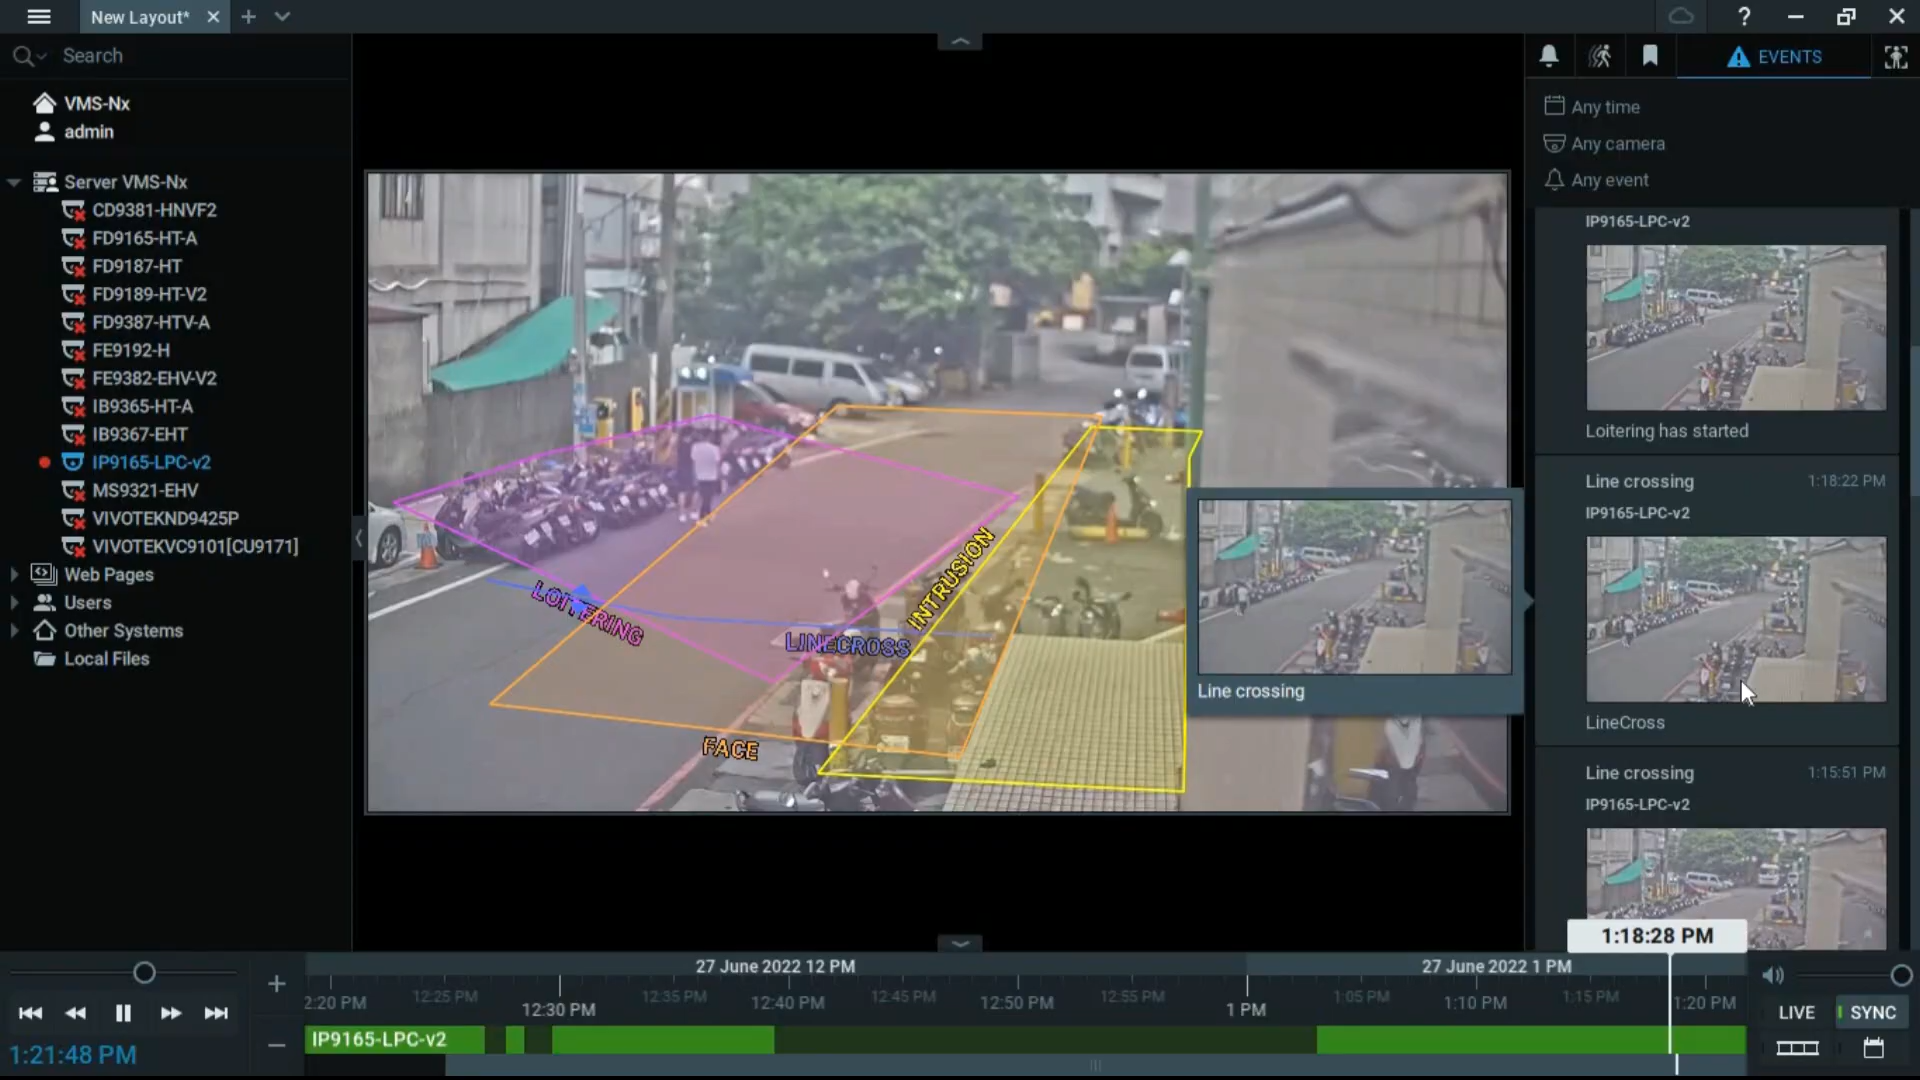 New Layout*
Search
VMS-Nx
admin
Server VMS-Nx
CD9381-HNVF2
FD9165-HT-A
FD9187-HT
FD9189-HT-V2
FD9387-HTV-A
FE9192-H
FE9382-EHV-V2
IB9365-HT-A
IB9367-EHT
IP9165-LPC-v2
MS9321-EHV
VIVOTEKND9425P
VIVOTEKVC9101[CU9171]
Web Pages
Users
Other Systems
Local Files
LOITERING
LINECROSS
INTRUSION
FACE
Line crossing
EVENTS
Any time
Any camera
Any event
IP9165-LPC-v2
Loitering has started
Line crossing 1:18:22 PM
IP9165-LPC-v2
LineCross
Line crossing 1:15:51 PM
IP9165-LPC-v2
1:18:28 PM
27 June 2022 12 PM 27 June 2022 1 PM
2:20 PM 12:25 PM 12:30 PM 12:35 PM 12:40 PM 12:45 PM 12:50 PM 12:55 PM 1 PM 1:05 PM 1:10 PM 1:15 PM 1:20 PM
IP9165-LPC-v2
1:21:48 PM
LIVE
SYNC